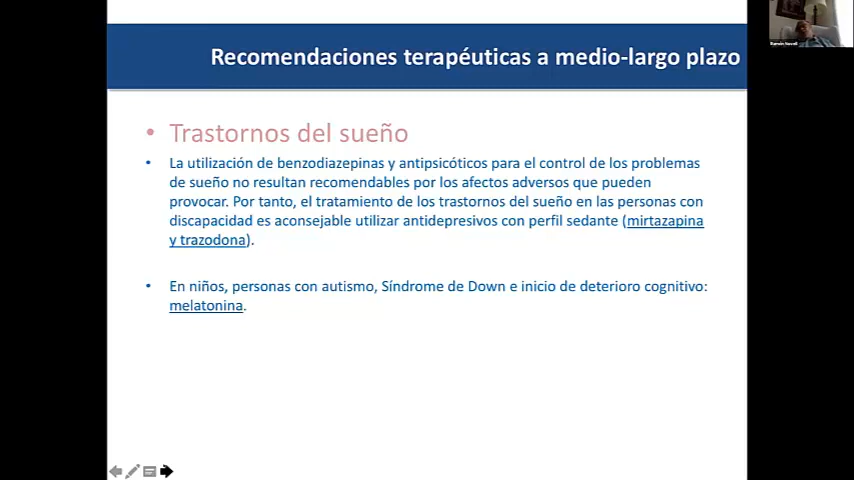 Recomendaciones terapéuticas a medio-largo plazo
• Trastornos del sueño
• La utilización de benzodiazepinas y antipsicóticos para el control de los problemas
de sueño no resultan recomendables por los afectos adversos que pueden
provocar. Por tanto, el tratamiento de los trastornos del sueño en las personas con
discapacidad es aconsejable utilizar antidepresivos con perfil sedante (mirtazapina
y trazodona).
• En niños, personas con autismo, Síndrome de Down e inicio de deterioro cognitivo:
melatonina.